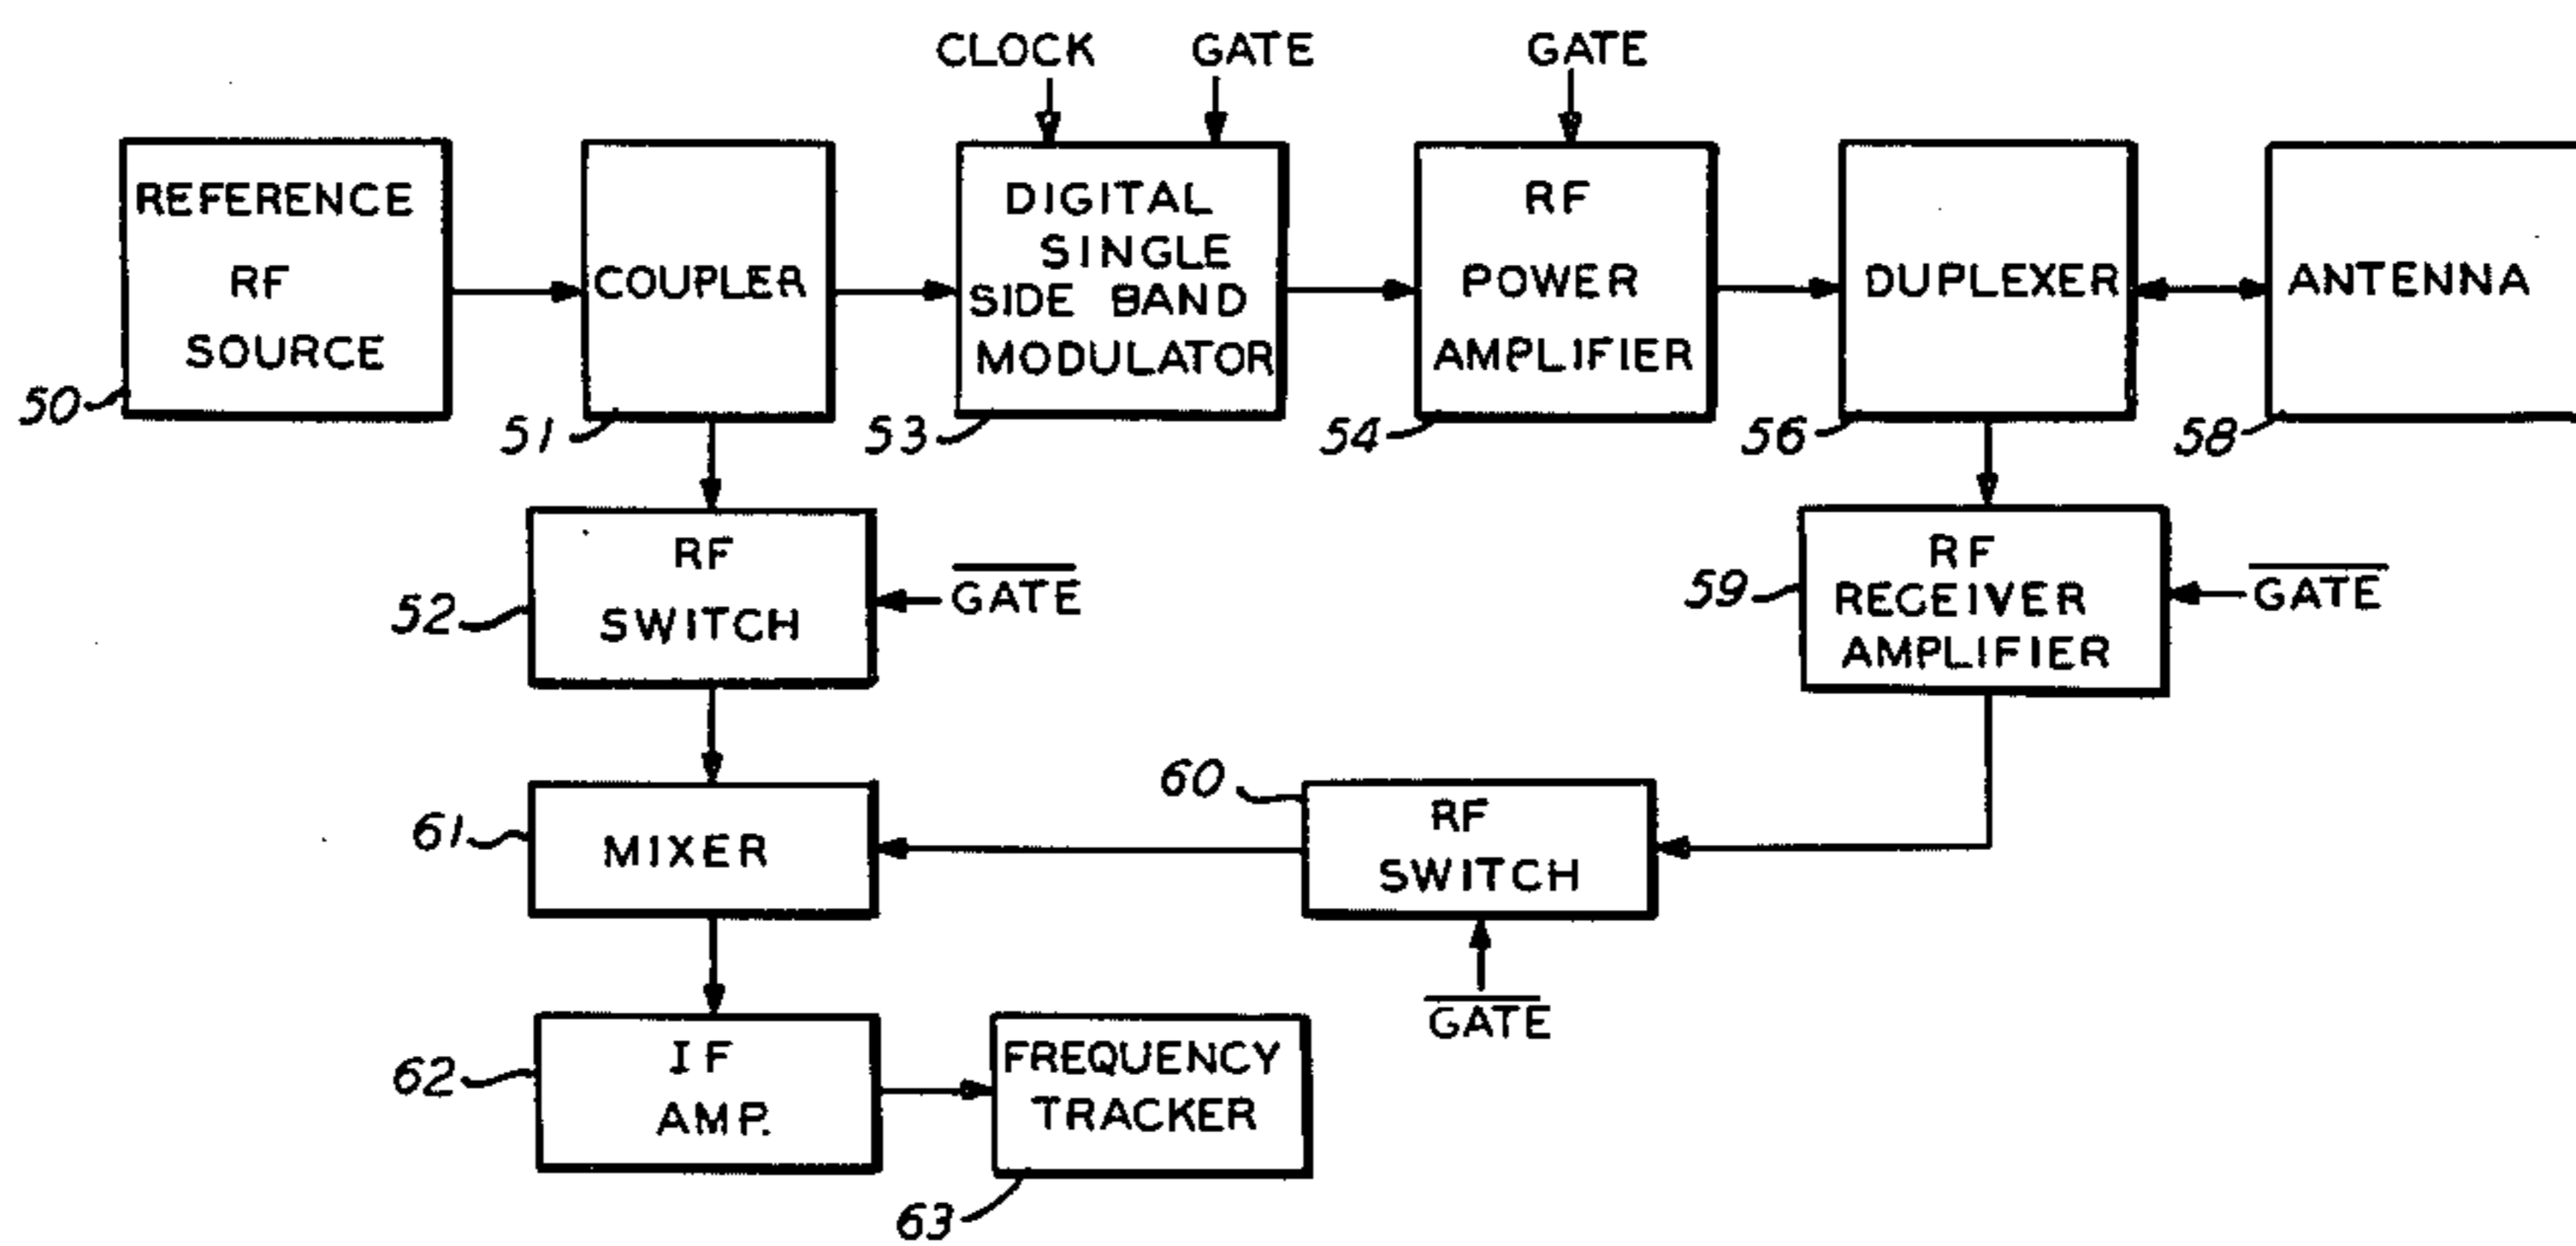 CLOCK
GATE
GATE
REFERENCE
RF
SOURCE
50
COUPLER
51
DIGITAL
SINGLE
SIDE BAND
MODULATOR
53
RF
POWER
AMPLIFIER
54
DUPLEXER
56
ANTENNA
58
RF
SWITCH
52
GATE
RF
RECEIVER
AMPLIFIER
59
GATE
MIXER
61
RF
SWITCH
60
GATE
IF
AMP.
62
FREQUENCY
TRACKER
63